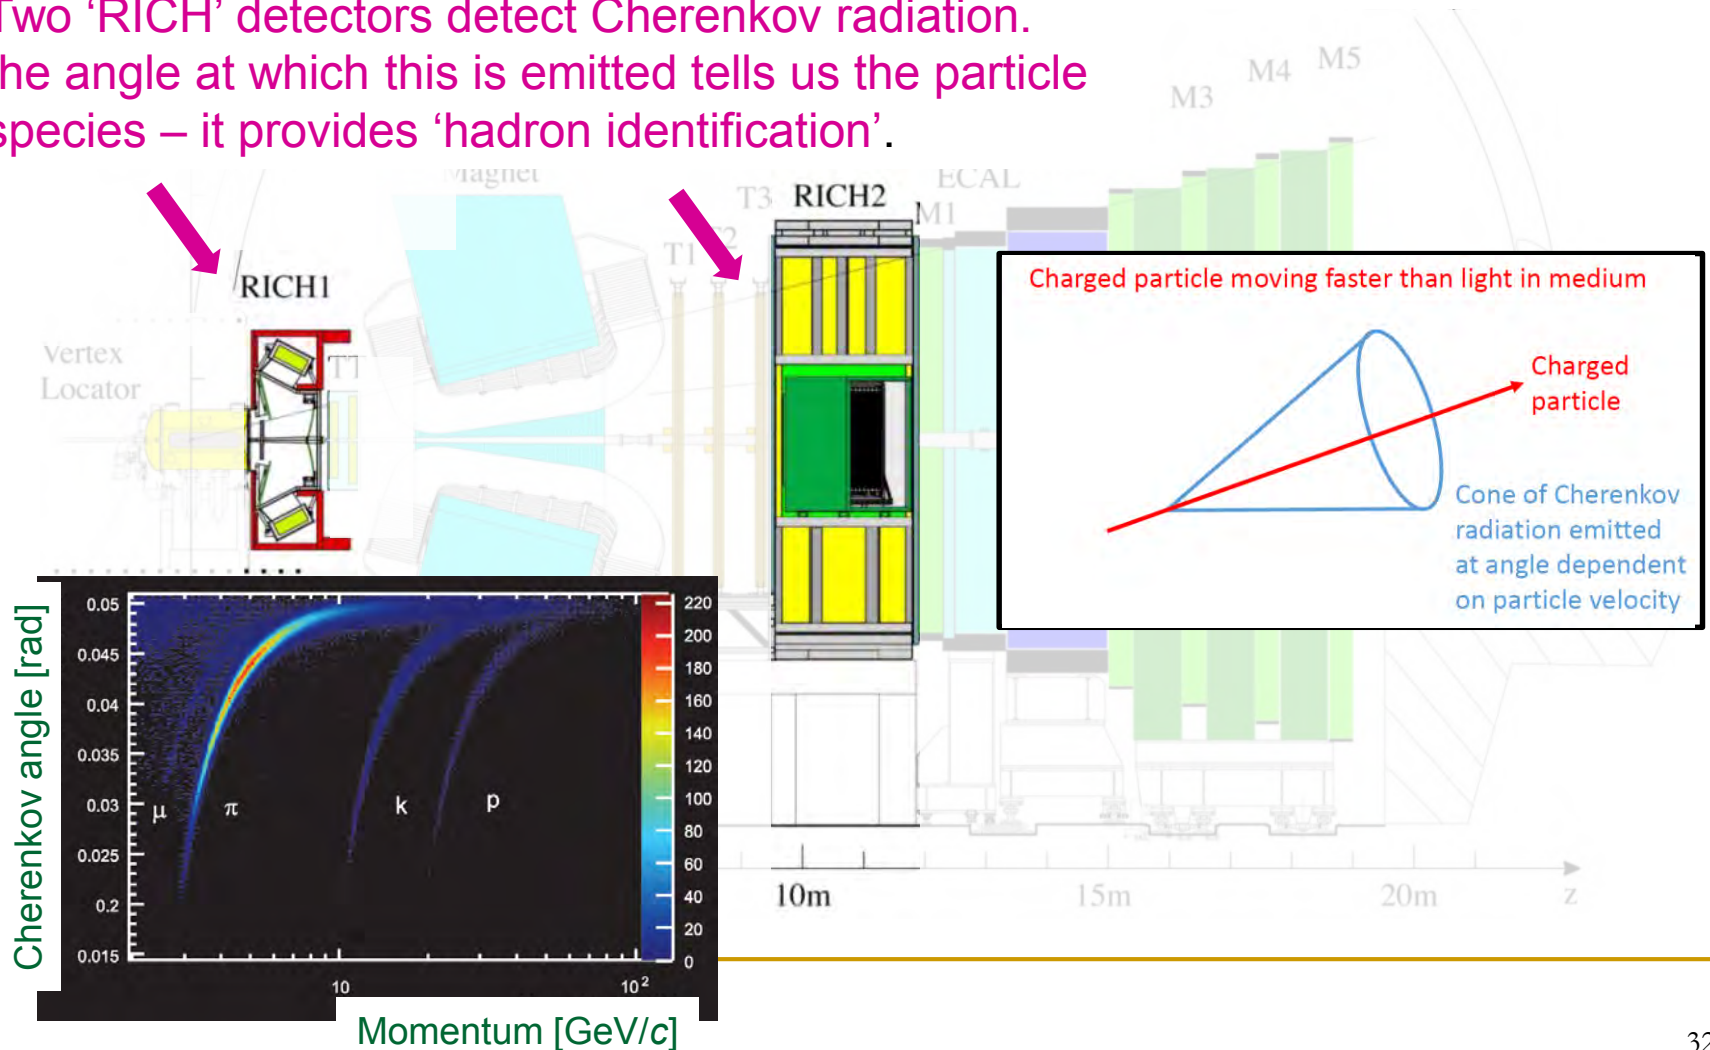 Two ‘RICH’ detectors detect Cherenkov radiation.
the angle at which this is emitted tells us the particle
species – it provides ‘hadron identification’.
Magnet
ECAL
M3
M4
M5
T3
RICH2
M1
T1
T2
RICH1
Vertex
Locator
TT
Charged particle moving faster than light in medium
Charged
particle
Cone of Cherenkov
radiation emitted
at angle dependent
on particle velocity
Cherenkov angle [rad]
0.05
0.045
0.04
0.035
0.03
0.025
0.2
0.015
μ
π
k
p
220
200
180
160
140
120
100
80
60
40
20
0
10
10²
Momentum [GeV/c]
10m
15m
20m
z
32